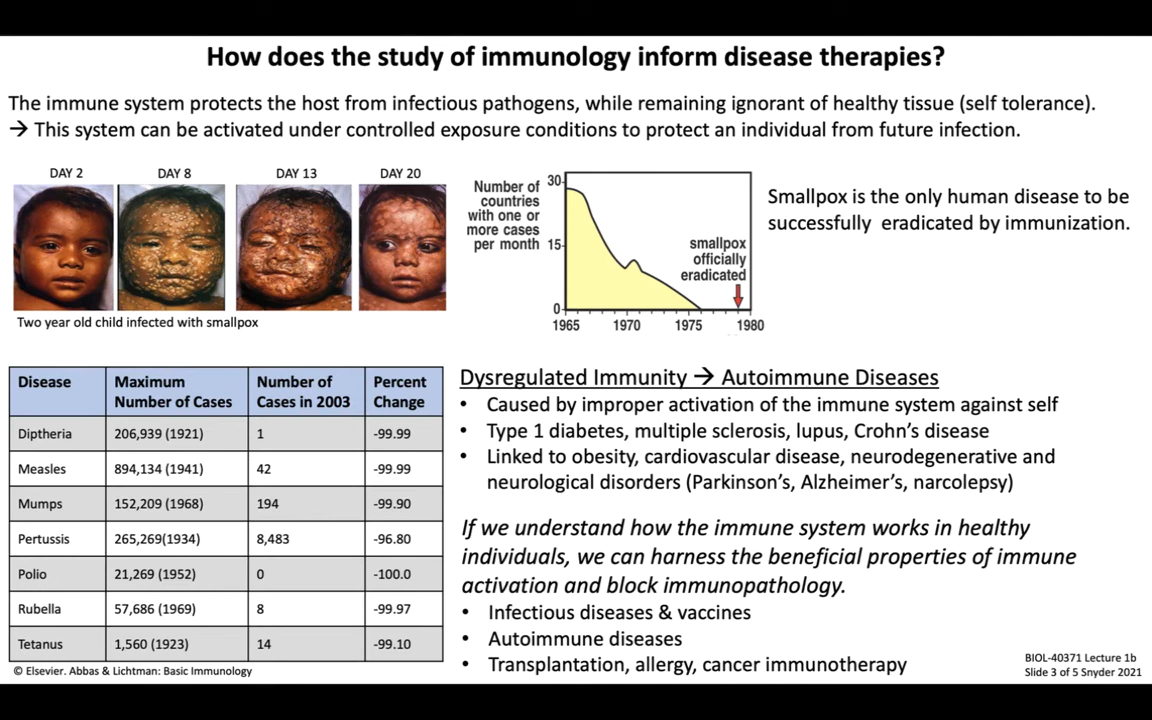 How does the study of immunology inform disease therapies?
The immune system protects the host from infectious pathogens, while remaining ignorant of healthy tissue (self tolerance).
→ This system can be activated under controlled exposure conditions to protect an individual from future infection.
DAY 2
DAY 8
DAY 13
DAY 20
Two year old child infected with smallpox
Number of
countries
with one or
more cases
per month
30
15
0
1965
1970
1975
1980
smallpox
officially
eradicated
Smallpox is the only human disease to be
successfully eradicated by immunization.
Disease Maximum Number of Cases Number of Cases in 2003 Percent Change
Diptheria 206,939 (1921) 1 -99.99
Measles 894,134 (1941) 42 -99.99
Mumps 152,209 (1968) 194 -99.90
Pertussis 265,269(1934) 8,483 -96.80
Polio 21,269 (1952) 0 -100.0
Rubella 57,686 (1969) 8 -99.97
Tetanus 1,560 (1923) 14 -99.10
© Elsevier. Abbas & Lichtman: Basic Immunology
Dysregulated Immunity → Autoimmune Diseases
• Caused by improper activation of the immune system against self
• Type 1 diabetes, multiple sclerosis, lupus, Crohn's disease
• Linked to obesity, cardiovascular disease, neurodegenerative and
neurological disorders (Parkinson's, Alzheimer's, narcolepsy)
If we understand how the immune system works in healthy
individuals, we can harness the beneficial properties of immune
activation and block immunopathology.
• Infectious diseases & vaccines
• Autoimmune diseases
• Transplantation, allergy, cancer immunotherapy
BIOL-40371 Lecture 1b
Slide 3 of 5 Snyder 2021